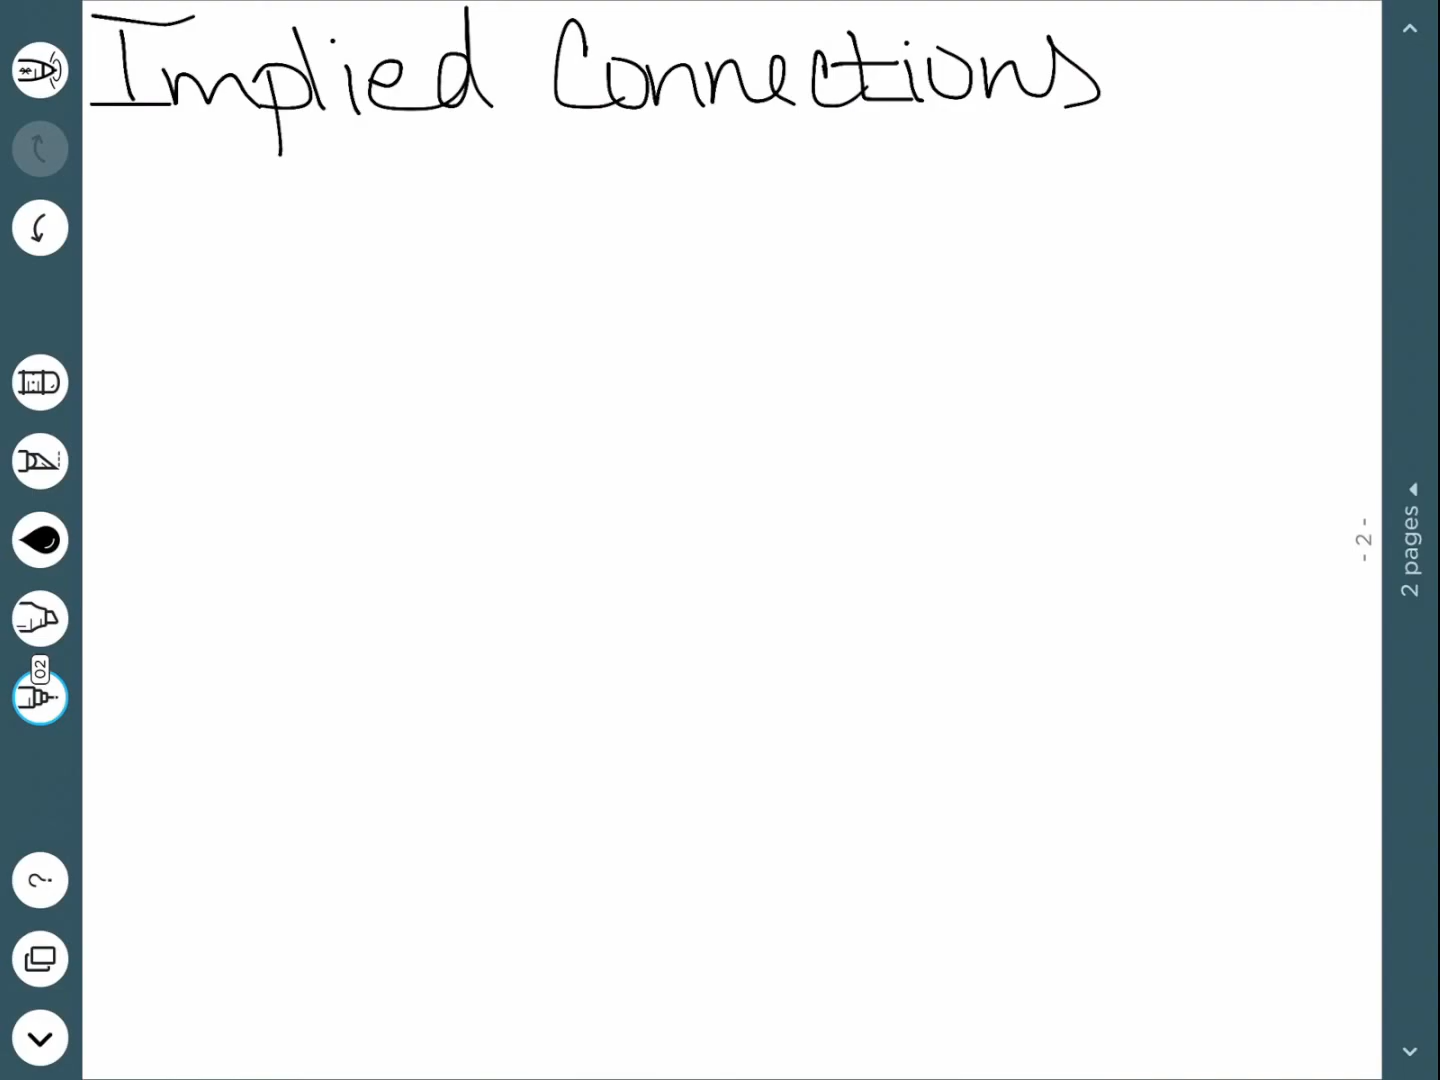 Implied Connections
02
?
- 2 -
2 pages